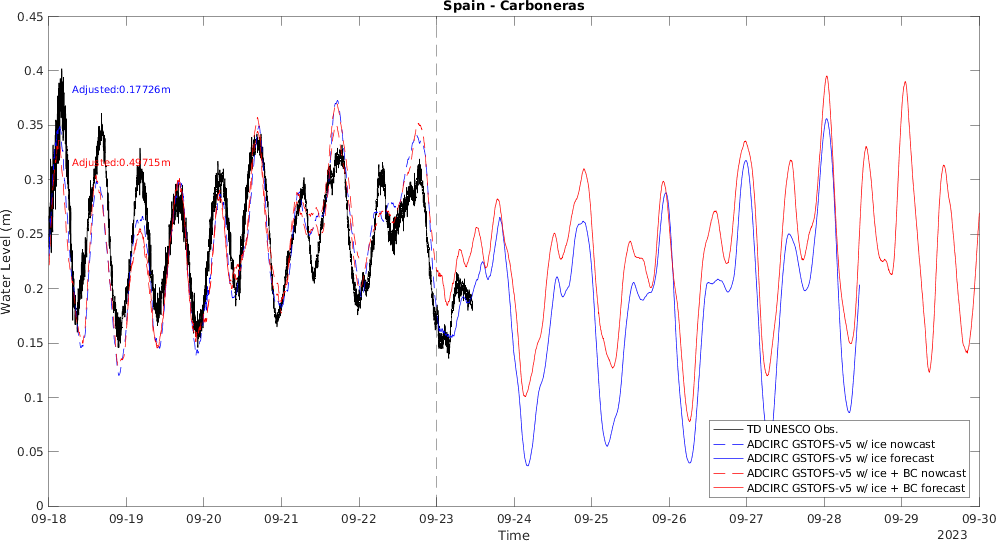 Spain - Carboneras
0.45
0.4
0.35
0.3
0.25
0.2
0.15
0.1
0.05
0
Water Level (m)
Adjusted:0.17726m
Adjusted:0.49715m
TD UNESCO Obs.
ADCIRC GSTOFS-v5 w/ ice nowcast
ADCIRC GSTOFS-v5 w/ ice forecast
ADCIRC GSTOFS-v5 w/ ice + BC nowcast
ADCIRC GSTOFS-v5 w/ ice + BC forecast
09-18 09-19 09-20 09-21 09-22 09-23 09-24 09-25 09-26 09-27 09-28 09-29 09-30
Time
2023